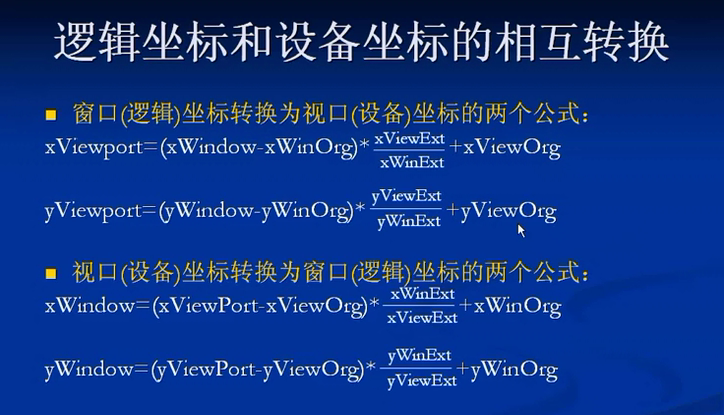 逻辑坐标和设备坐标的相互转换
■ 窗口(逻辑)坐标转换为视口(设备)坐标的两个公式：
xViewport=(xWindow-xWinOrg)*xViewExt/xWinExt+xViewOrg
yViewport=(yWindow-yWinOrg)*yViewExt/yWinExt+yViewOrg
■ 视口(设备)坐标转换为窗口(逻辑)坐标的两个公式：
xWindow=(xViewPort-xViewOrg)*xWinExt/xViewExt+xWinOrg
yWindow=(yViewPort-yViewOrg)*yWinExt/yViewExt+yWinOrg